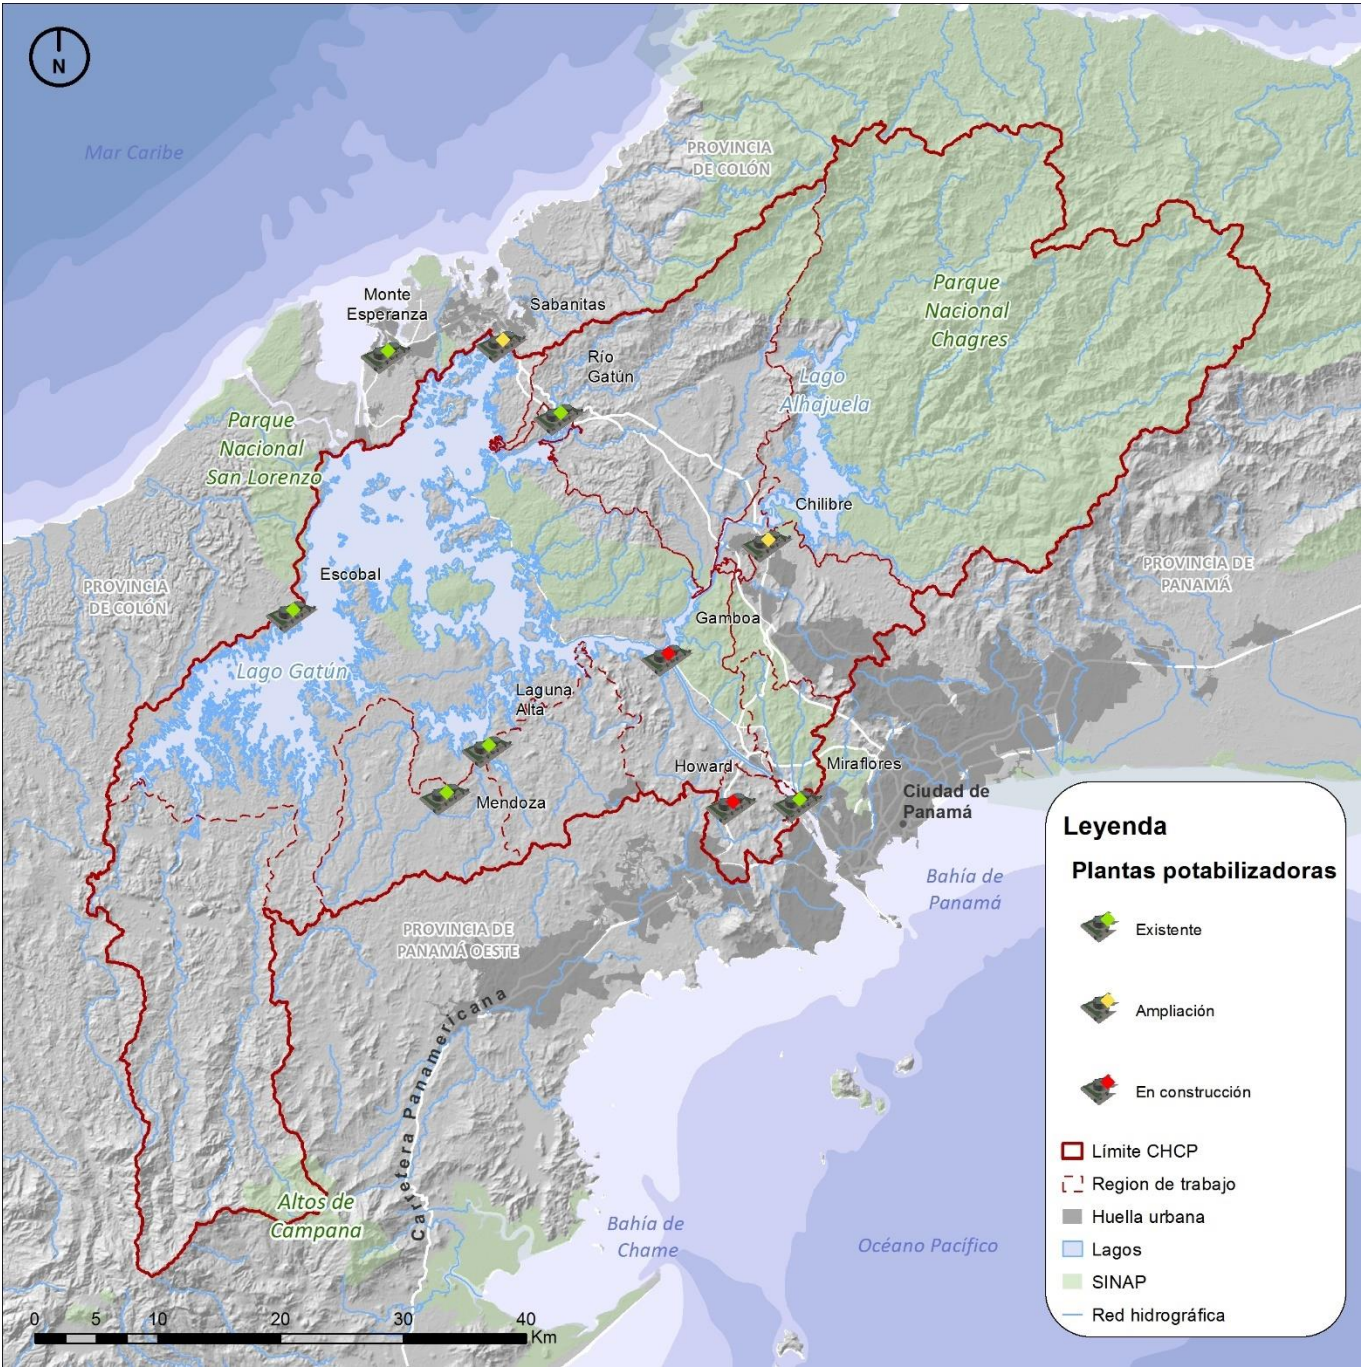 N
Mar Caribe
PROVINCIA
DE COLÓN
Monte
Esperanza
Sabanitas
Río
Gatún
Parque
Nacional
Chagres
Lago
Alhajuela
Parque
Nacional
San Lorenzo
Chilibre
PROVINCIA
DE COLÓN
Escobal
PROVINCIA DE
PANAMÁ
Gamboa
Lago Gatún
Laguna
Alta
Howard
Miraflores
Mendoza
Ciudad de
Panamá
Bahía de
Panamá
PROVINCIA DE
PANAMÁ OESTE
Carretera Panamericana
Altos de
Campana
Bahía de
Chame
Océano Pacífico
0 5 10 20 30 40
Km
Leyenda
Plantas potabilizadoras
Existente
Ampliación
En construcción
Límite CHCP
Region de trabajo
Huella urbana
Lagos
SINAP
Red hidrográfica